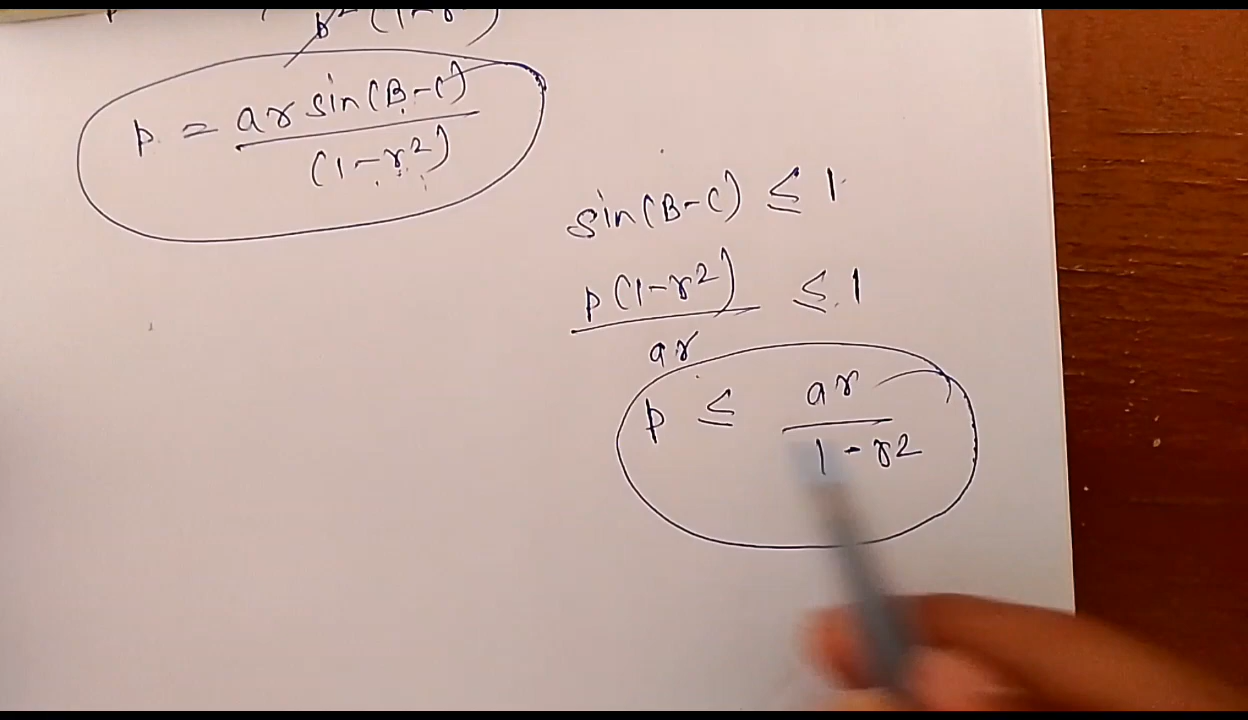 p = ar sin(B-C) / (1-r²)
sin(B-C) ≤ 1
p(1-r²) / ar ≤ 1
p ≤ ar / 1-r²